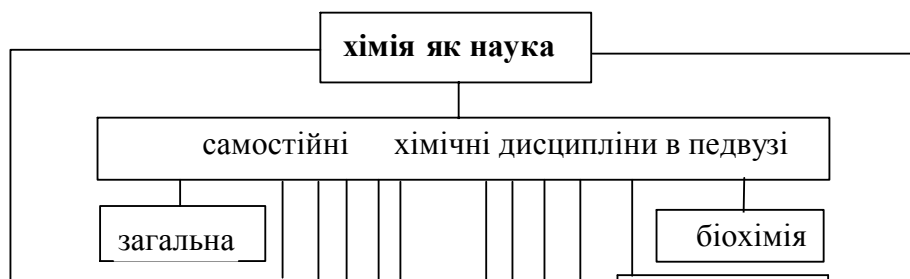 хімія як наука
самостійні хімічні дисципліни в педвузі
загальна
біохімія